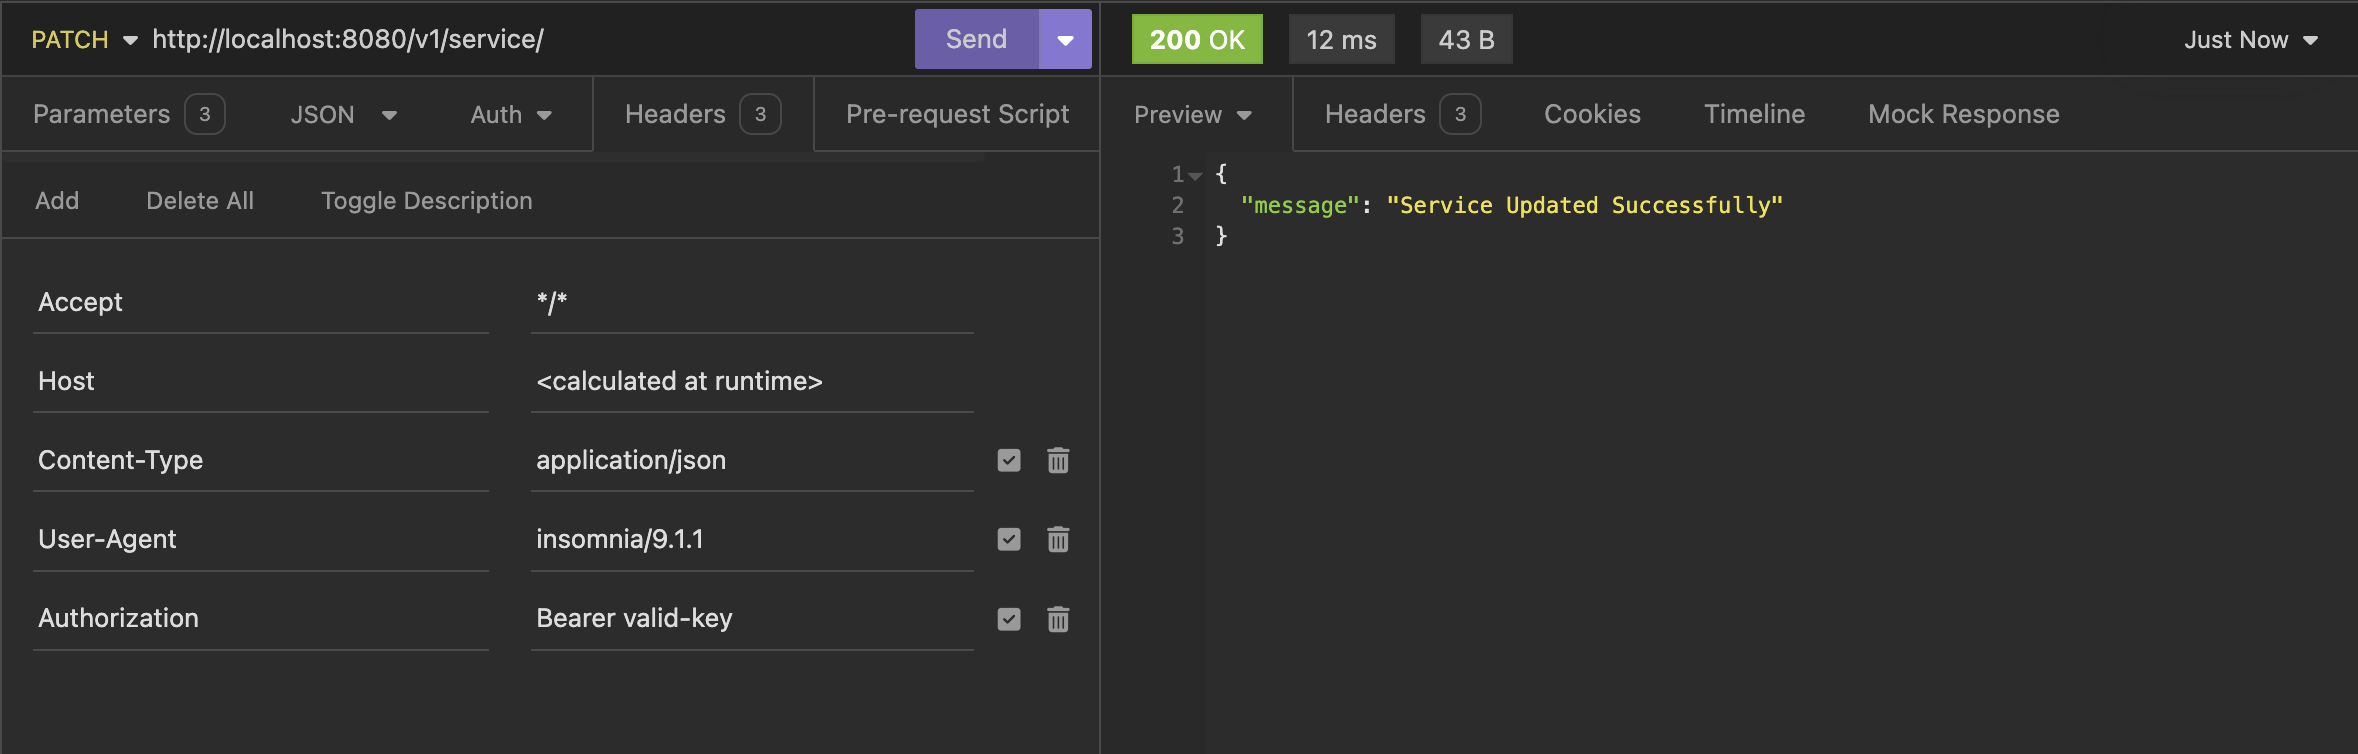 PATCH http://localhost:8080/v1/service/ Send
200 OK 12 ms 43 B Just Now
Parameters 3 JSON Auth Headers 3 Pre-request Script
Preview Headers 3 Cookies Timeline Mock Response
Add Delete All Toggle Description
Accept */*
Host <calculated at runtime>
Content-Type application/json
User-Agent insomnia/9.1.1
Authorization Bearer valid-key
1 {
2 "message": "Service Updated Successfully"
3 }